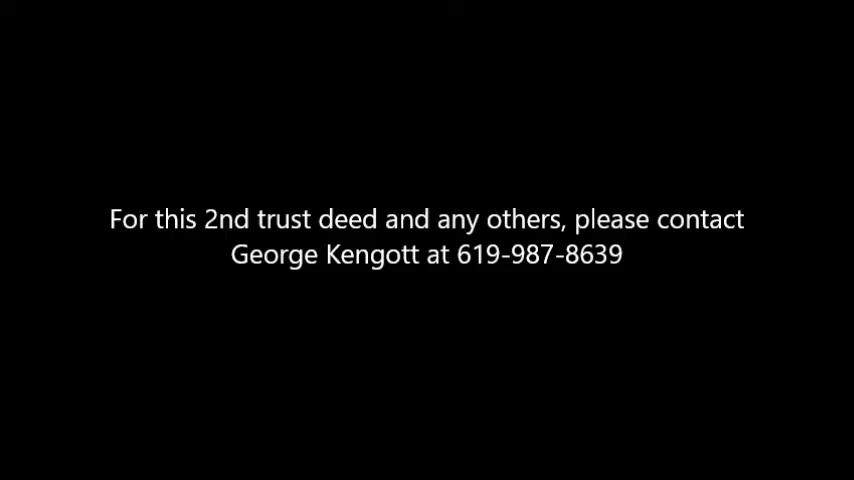 For this 2nd trust deed and any others, please contact
George Kengott at 619-987-8639